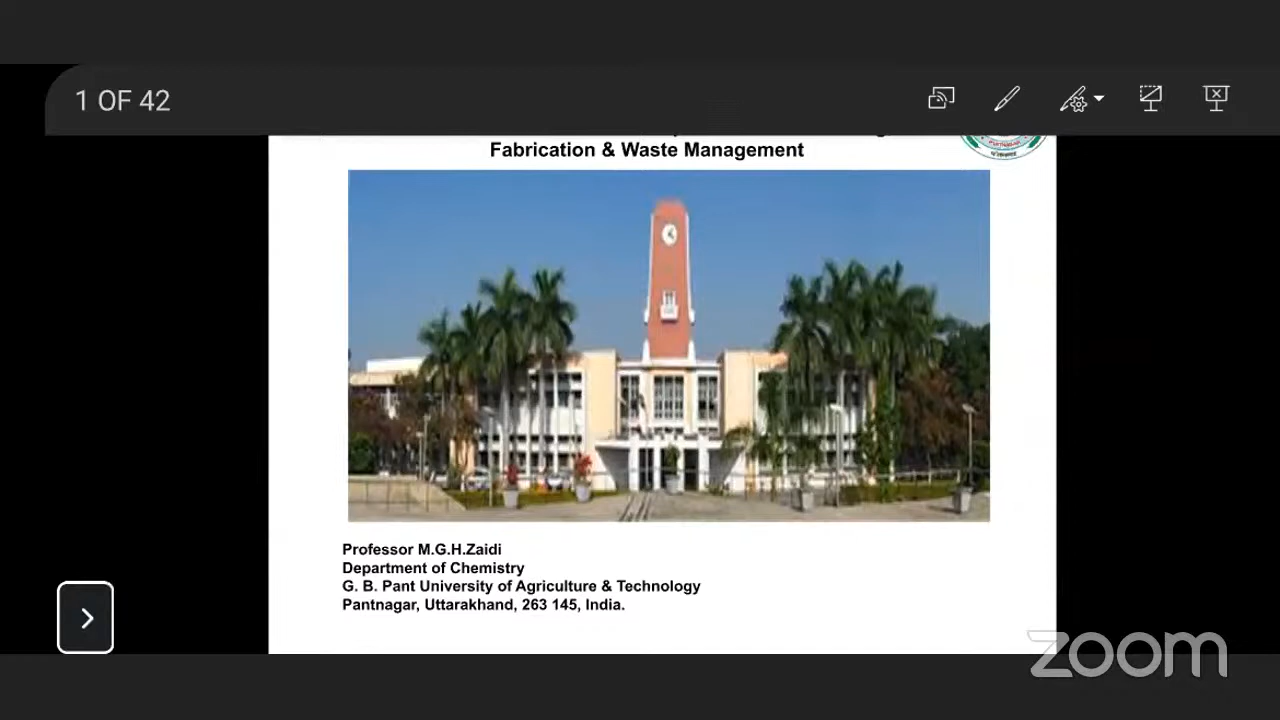 1 OF 42
Fabrication & Waste Management
Professor M.G.H.Zaidi
Department of Chemistry
G. B. Pant University of Agriculture & Technology
Pantnagar, Uttarakhand, 263 145, India.
zoom